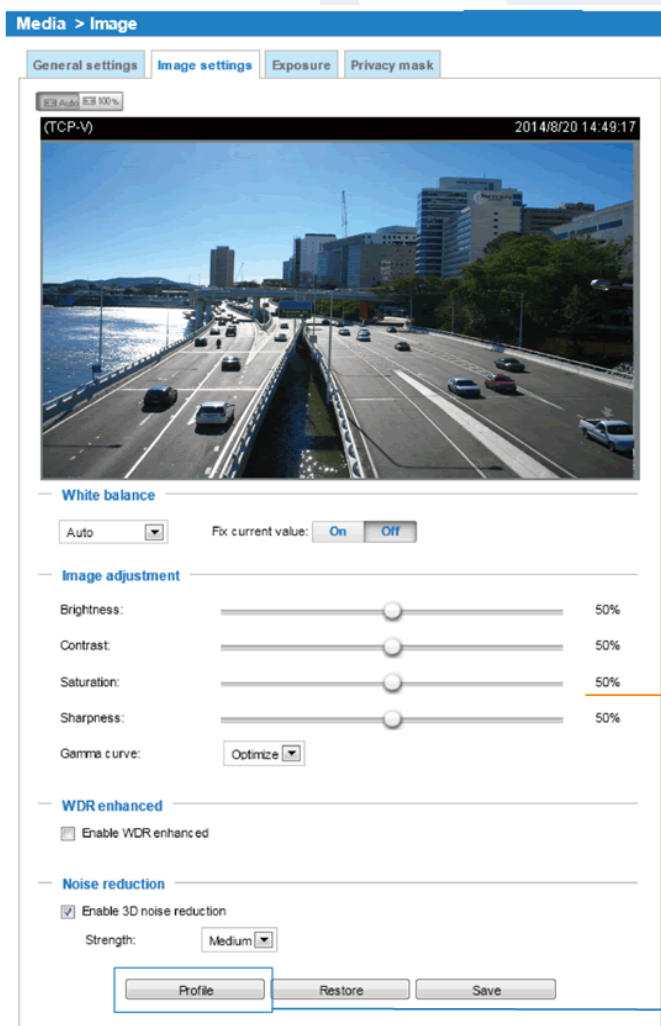 Media > Image
General settings Image settings Exposure Privacy mask
Auto 100%
(TCP-V) 2014/8/20 14:49:17
White balance
Auto Fix current value: On Off
Image adjustment
Brightness: 50%
Contrast: 50%
Saturation: 50%
Sharpness: 50%
Gamma curve: Optimize
WDR enhanced
Enable WDR enhanced
Noise reduction
Enable 3D noise reduction
Strength: Medium
Profile Restore Save